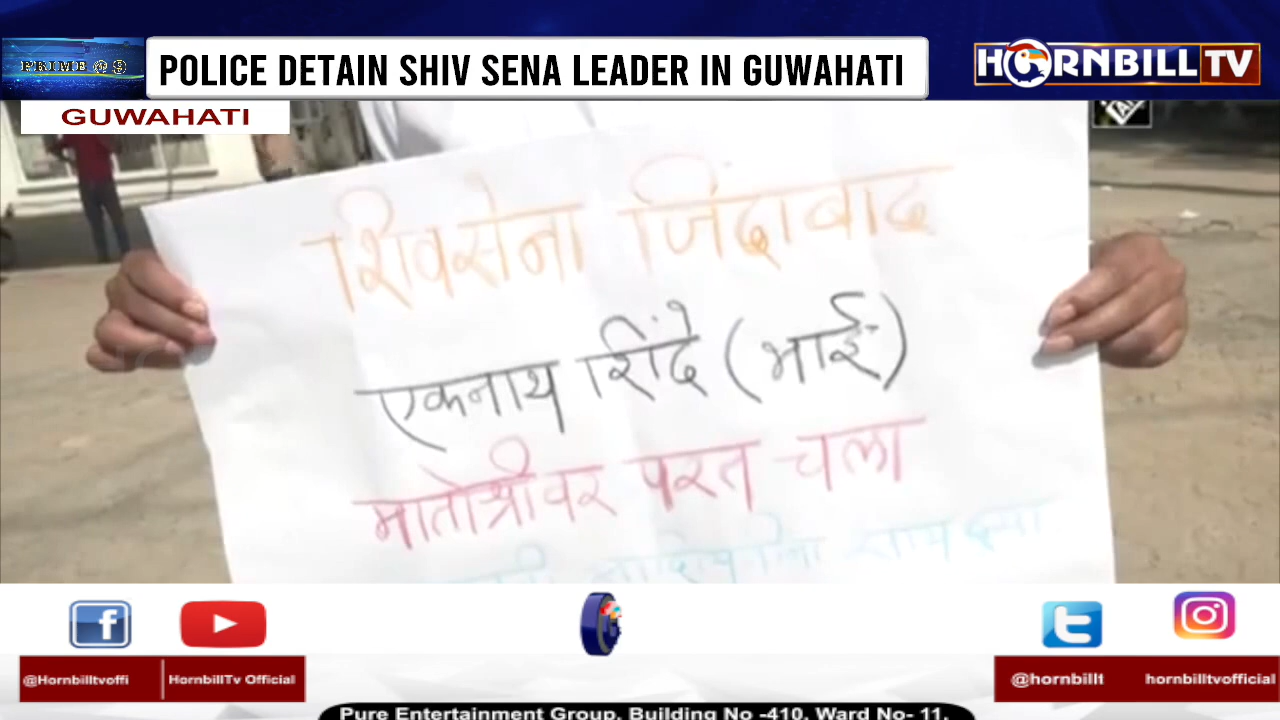 PRIME @ 9
POLICE DETAIN SHIV SENA LEADER IN GUWAHATI
HORNBILL TV
GUWAHATI
शिवसेना जिंदाबाद
एकनाथ शिंदे (भाई)
मातोश्रीवर परत चला
@Hornbilltvoffi
HornbillTv Official
@hornbillt
hornbilltvofficial
Pure Entertainment Group, Building No -410, Ward No- 11,